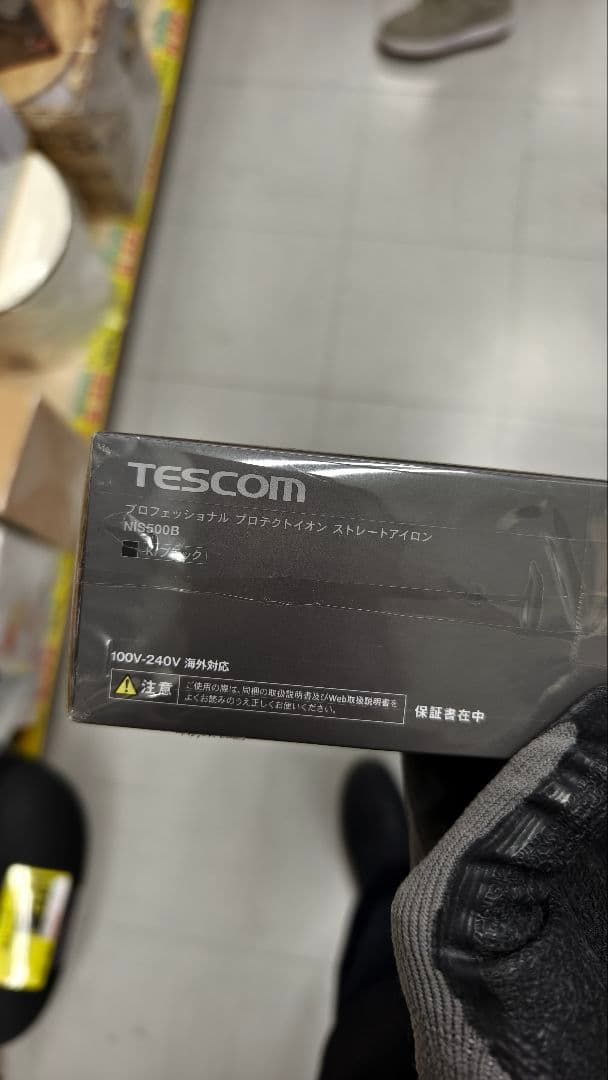 TESCOM
プロフェッショナル プロテクトイオン ストレートアイロン
NIS500B
100V-240V 海外対応
注意
ご使用の際は、同梱の取扱説明書及びWeb取扱説明書を
よくお読みのうえ正しくお使いください。
保証書在中